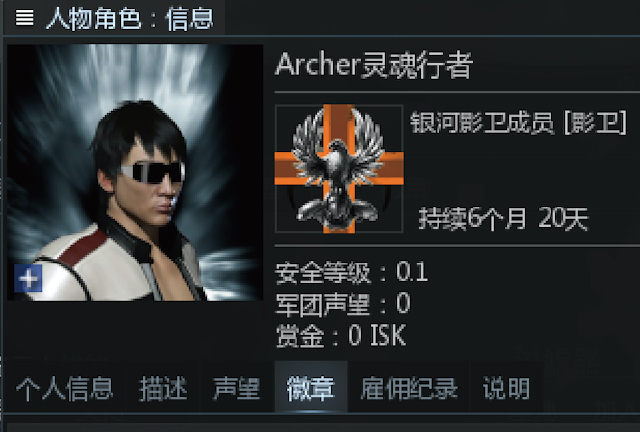 人物角色：信息
Archer灵魂行者
银河影卫成员 [影卫]
持续6个月 20天
安全等级：0.1
军团声望：0
赏金：0 ISK
个人信息 描述 声望 徽章 雇佣纪录 说明